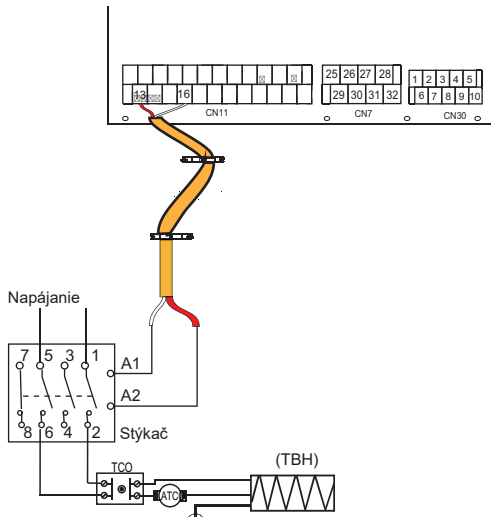 25 26 27 28
1 2 3 4 5
13 16
29 30 31 32
6 7 8 9 10
CN11
CN7
CN30
Napájanie
7 5 3 1
A1
A2
8 6 4 2
Stýkač
TCO
(TBH)
ATC